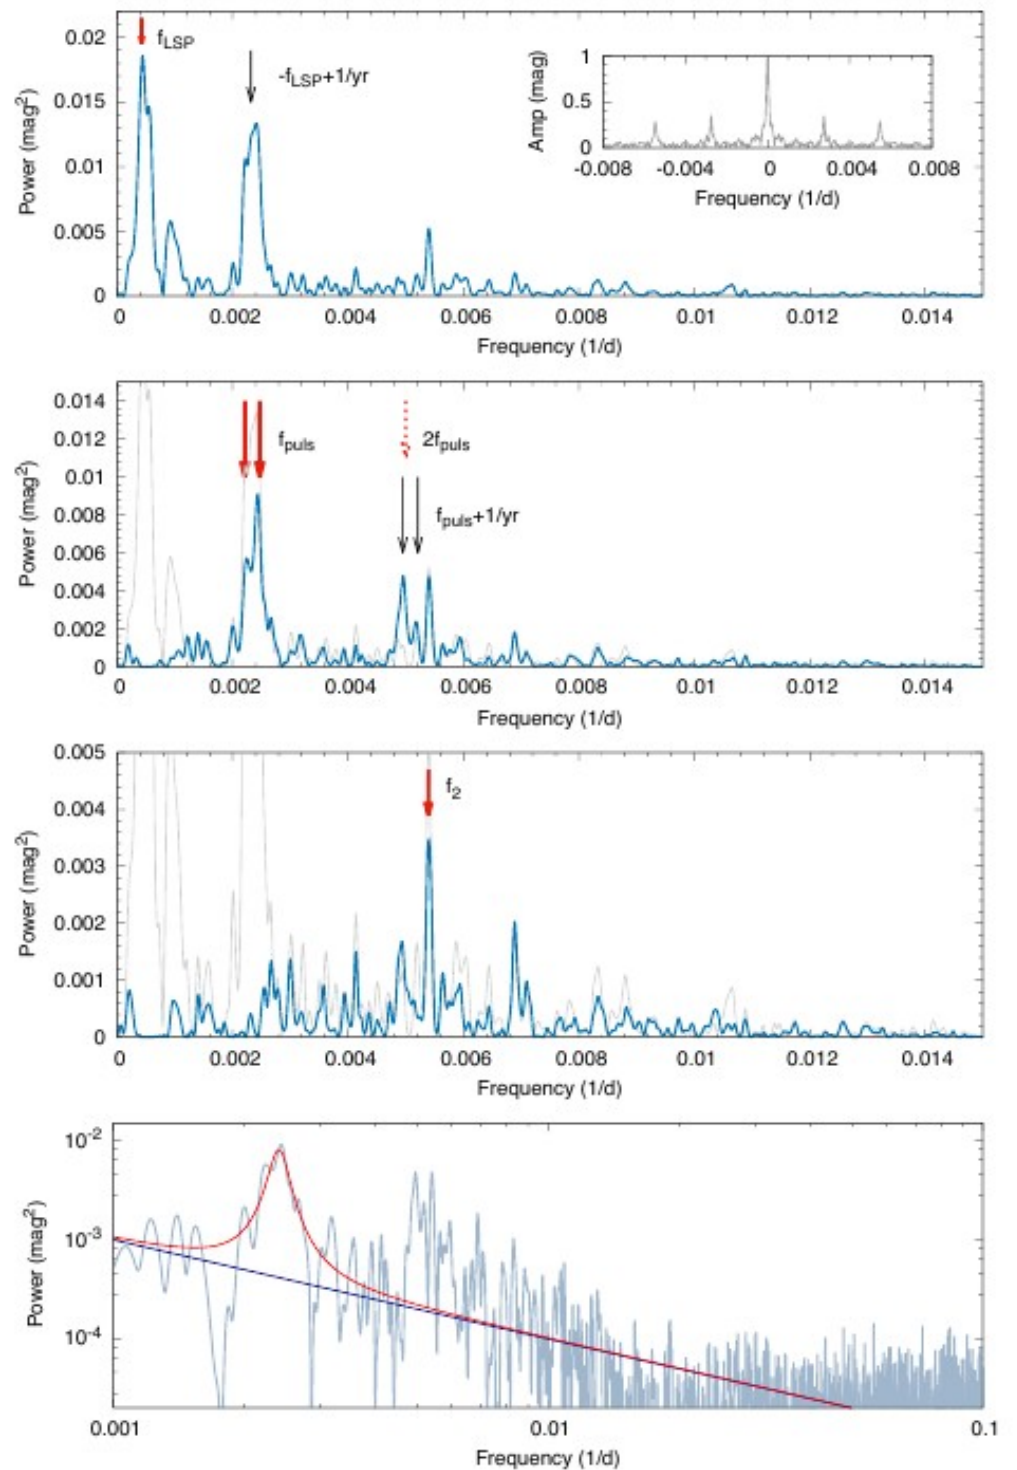 0.02
0.015
0.01
0.005
0
Power (mag²)
f_LSP
-f_LSP+1/yr
1
0.5
0
Amp (mag)
-0.008 -0.004 0 0.004 0.008
Frequency (1/d)
0 0.002 0.004 0.006 0.008 0.01 0.012 0.014
Frequency (1/d)
0.014
0.012
0.01
0.008
0.006
0.004
0.002
0
Power (mag²)
f_puls
2f_puls
f_puls+1/yr
0 0.002 0.004 0.006 0.008 0.01 0.012 0.014
Frequency (1/d)
0.005
0.004
0.003
0.002
0.001
0
Power (mag²)
f₂
0 0.002 0.004 0.006 0.008 0.01 0.012 0.014
Frequency (1/d)
10⁻²
10⁻³
10⁻⁴
Power (mag²)
0.001 0.01 0.1
Frequency (1/d)